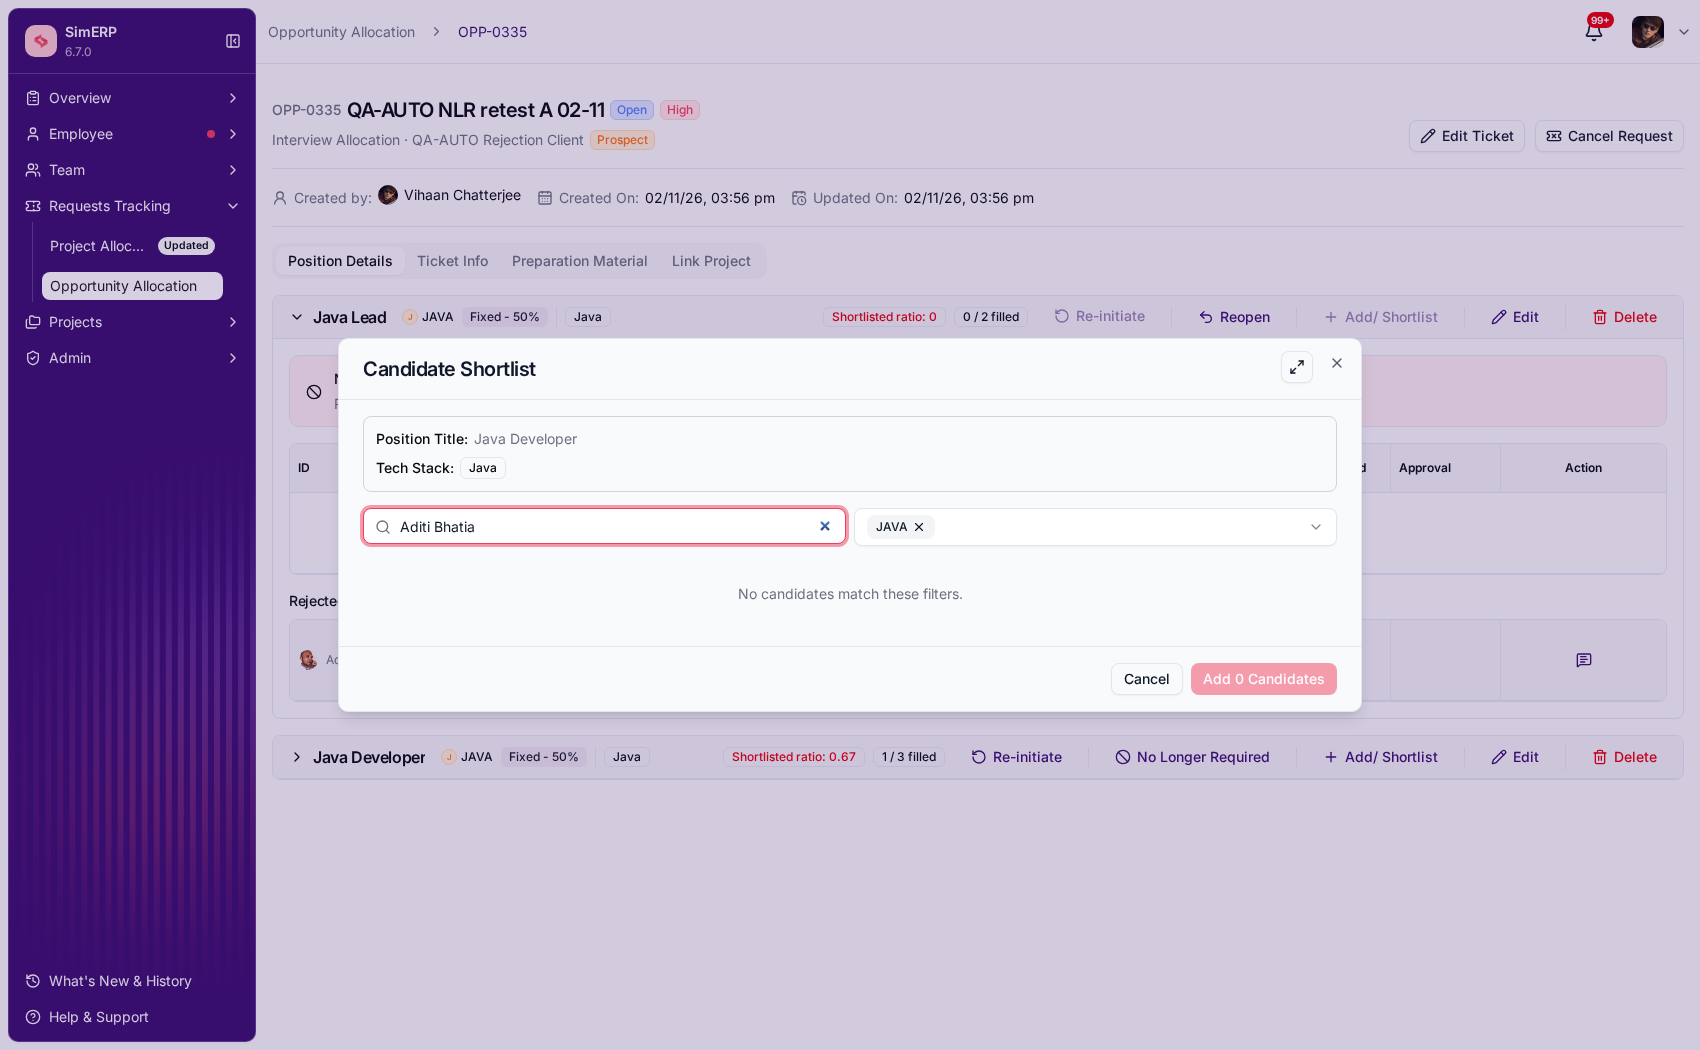 SimERP
6.7.0
Overview
Employee
Team
Requests Tracking
Project Alloc... Updated
Opportunity Allocation
Projects
Admin
What's New & History
Help & Support
Opportunity Allocation OPP-0335
99+
OPP-0335 QA-AUTO NLR retest A 02-11 Open High
Interview Allocation · QA-AUTO Rejection Client Prospect
Edit Ticket Cancel Request
Created by: Vihaan Chatterjee Created On: 02/11/26, 03:56 pm Updated On: 02/11/26, 03:56 pm
Position Details Ticket Info Preparation Material Link Project
Java Lead J JAVA Fixed - 50% Java Shortlisted ratio: 0 0 / 2 filled Re-initiate Reopen Add/ Shortlist Edit Delete
Candidate Shortlist
Position Title: Java Developer
Tech Stack: Java
ID Approval Action
Aditi Bhatia JAVA
No candidates match these filters.
Cancel Add 0 Candidates
Java Developer J JAVA Fixed - 50% Java Shortlisted ratio: 0.67 1 / 3 filled Re-initiate No Longer Required Add/ Shortlist Edit Delete